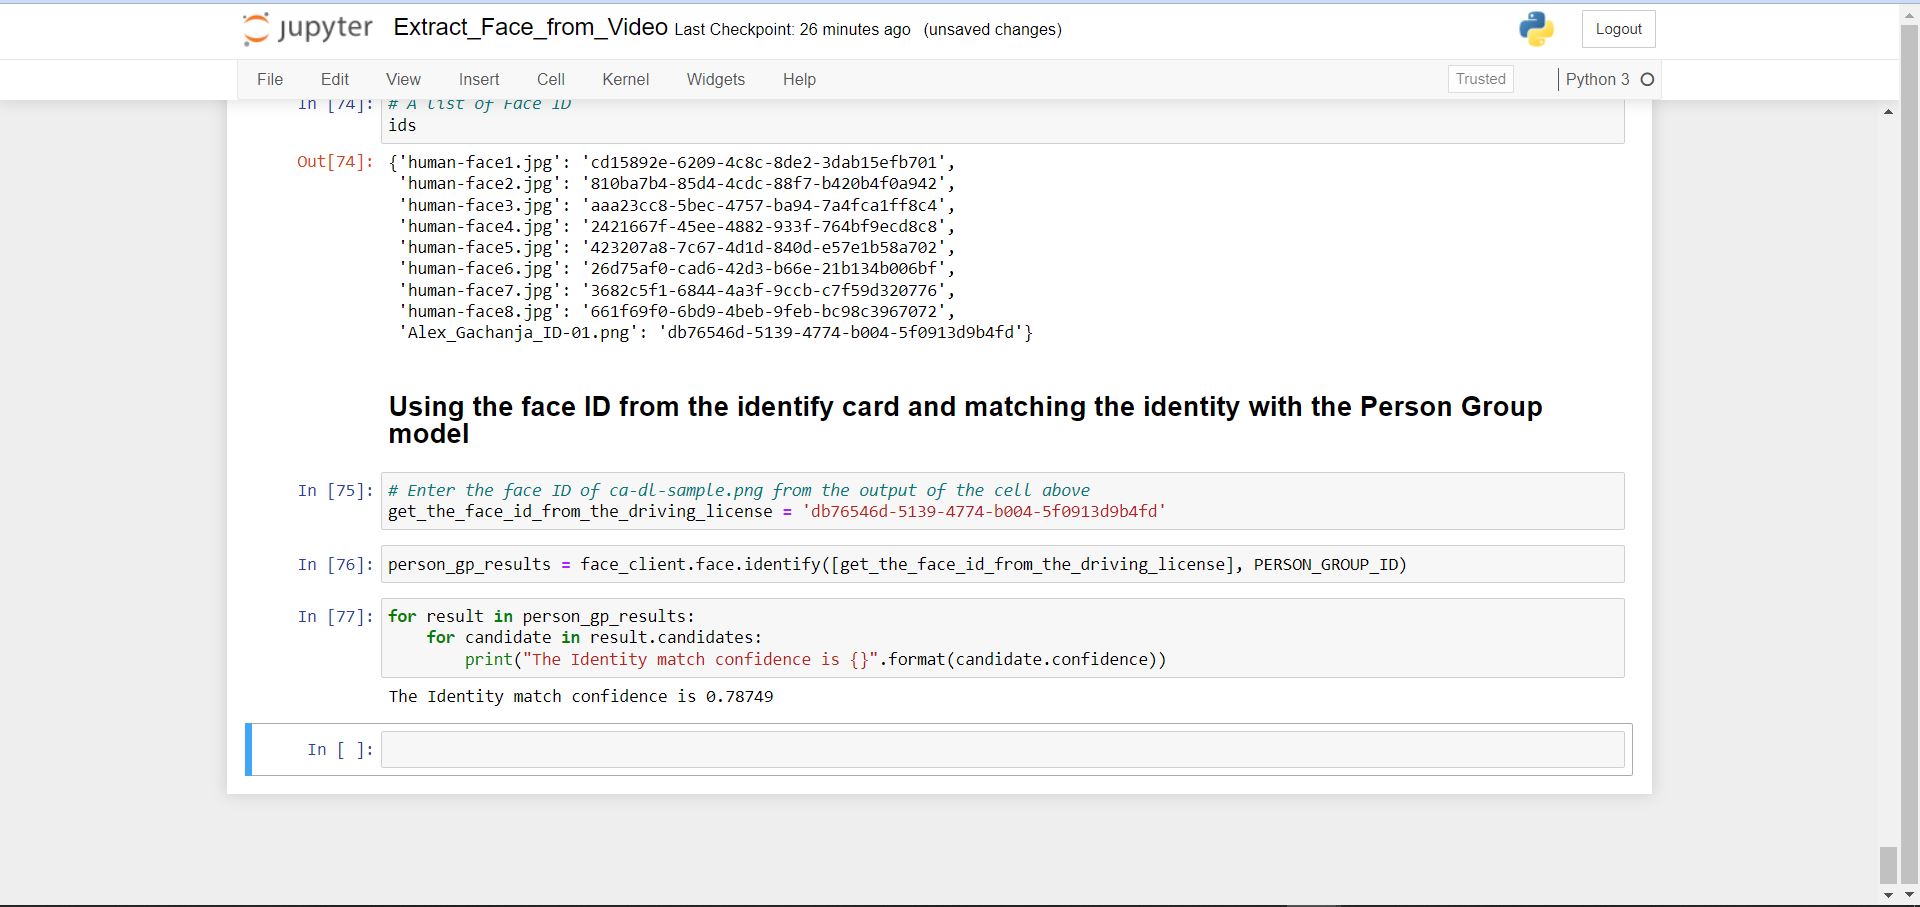 jupyter Extract_Face_from_Video Last Checkpoint: 26 minutes ago (unsaved changes)
Logout
File Edit View Insert Cell Kernel Widgets Help
Trusted
Python 3
In [74]: # A list of Face ID
ids
Out[74]: {'human-face1.jpg': 'cd15892e-6209-4c8c-8de2-3dab15efb701',
'human-face2.jpg': '810ba7b4-85d4-4cdc-88f7-b420b4f0a942',
'human-face3.jpg': 'aaa23cc8-5bec-4757-ba94-7a4fca1ff8c4',
'human-face4.jpg': '2421667f-45ee-4882-933f-764bf9ecd8c8',
'human-face5.jpg': '423207a8-7c67-4d1d-840d-e57e1b58a702',
'human-face6.jpg': '26d75af0-cad6-42d3-b66e-21b134b006bf',
'human-face7.jpg': '3682c5f1-6844-4a3f-9ccb-c7f59d320776',
'human-face8.jpg': '661f69f0-6bd9-4beb-9feb-bc98c3967072',
'Alex_Gachanja_ID-01.png': 'db76546d-5139-4774-b004-5f0913d9b4fd'}
Using the face ID from the identify card and matching the identity with the Person Group
model
In [75]: # Enter the face ID of ca-dl-sample.png from the output of the cell above
get_the_face_id_from_the_driving_license = 'db76546d-5139-4774-b004-5f0913d9b4fd'
In [76]: person_gp_results = face_client.face.identify([get_the_face_id_from_the_driving_license], PERSON_GROUP_ID)
In [77]: for result in person_gp_results:
for candidate in result.candidates:
print("The Identity match confidence is {}".format(candidate.confidence))
The Identity match confidence is 0.78749
In [ ]: